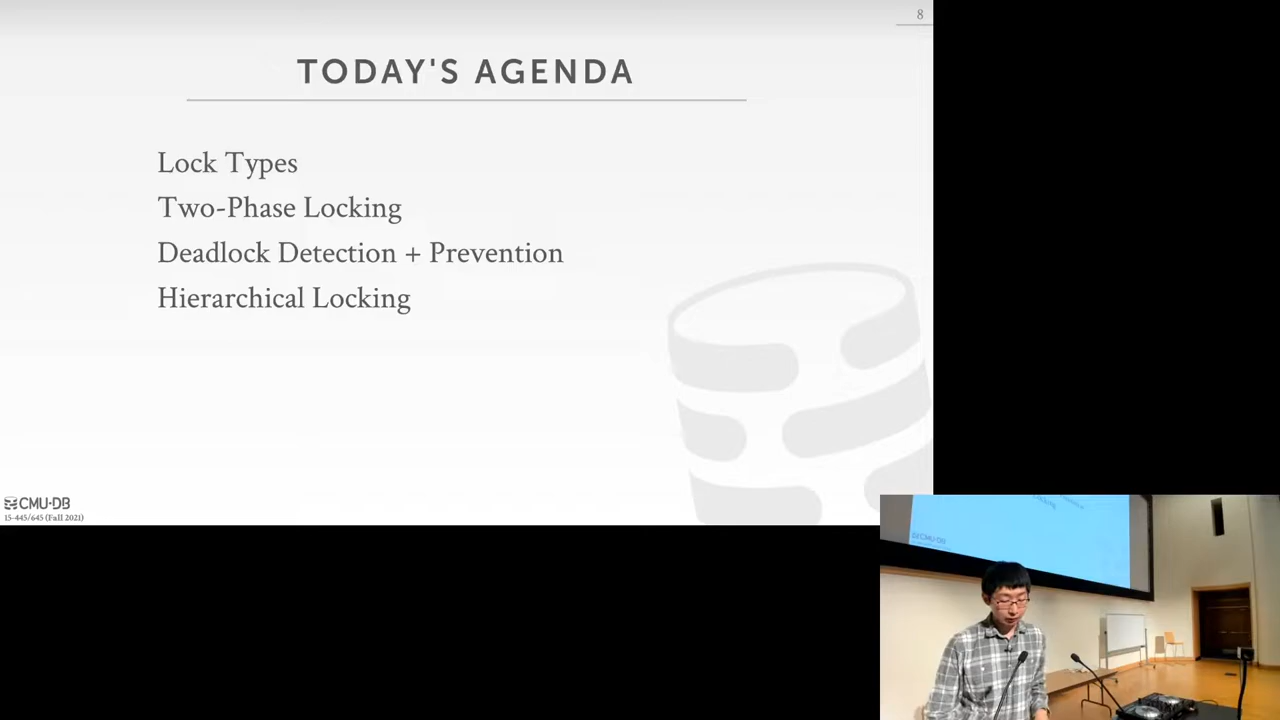 8
TODAY'S AGENDA
Lock Types
Two-Phase Locking
Deadlock Detection + Prevention
Hierarchical Locking
CMU·DB
15-445/645 (Fall 2021)